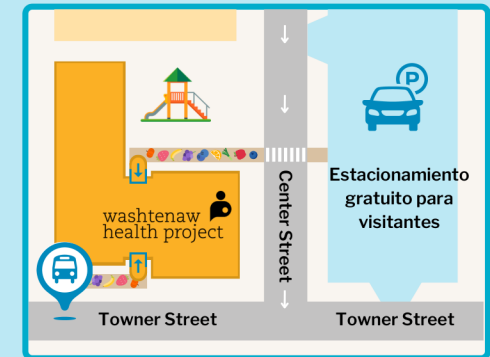 P
Estacionamiento
gratuito para
visitantes
washtenaw
health project
Center Street
Towner Street
Towner Street